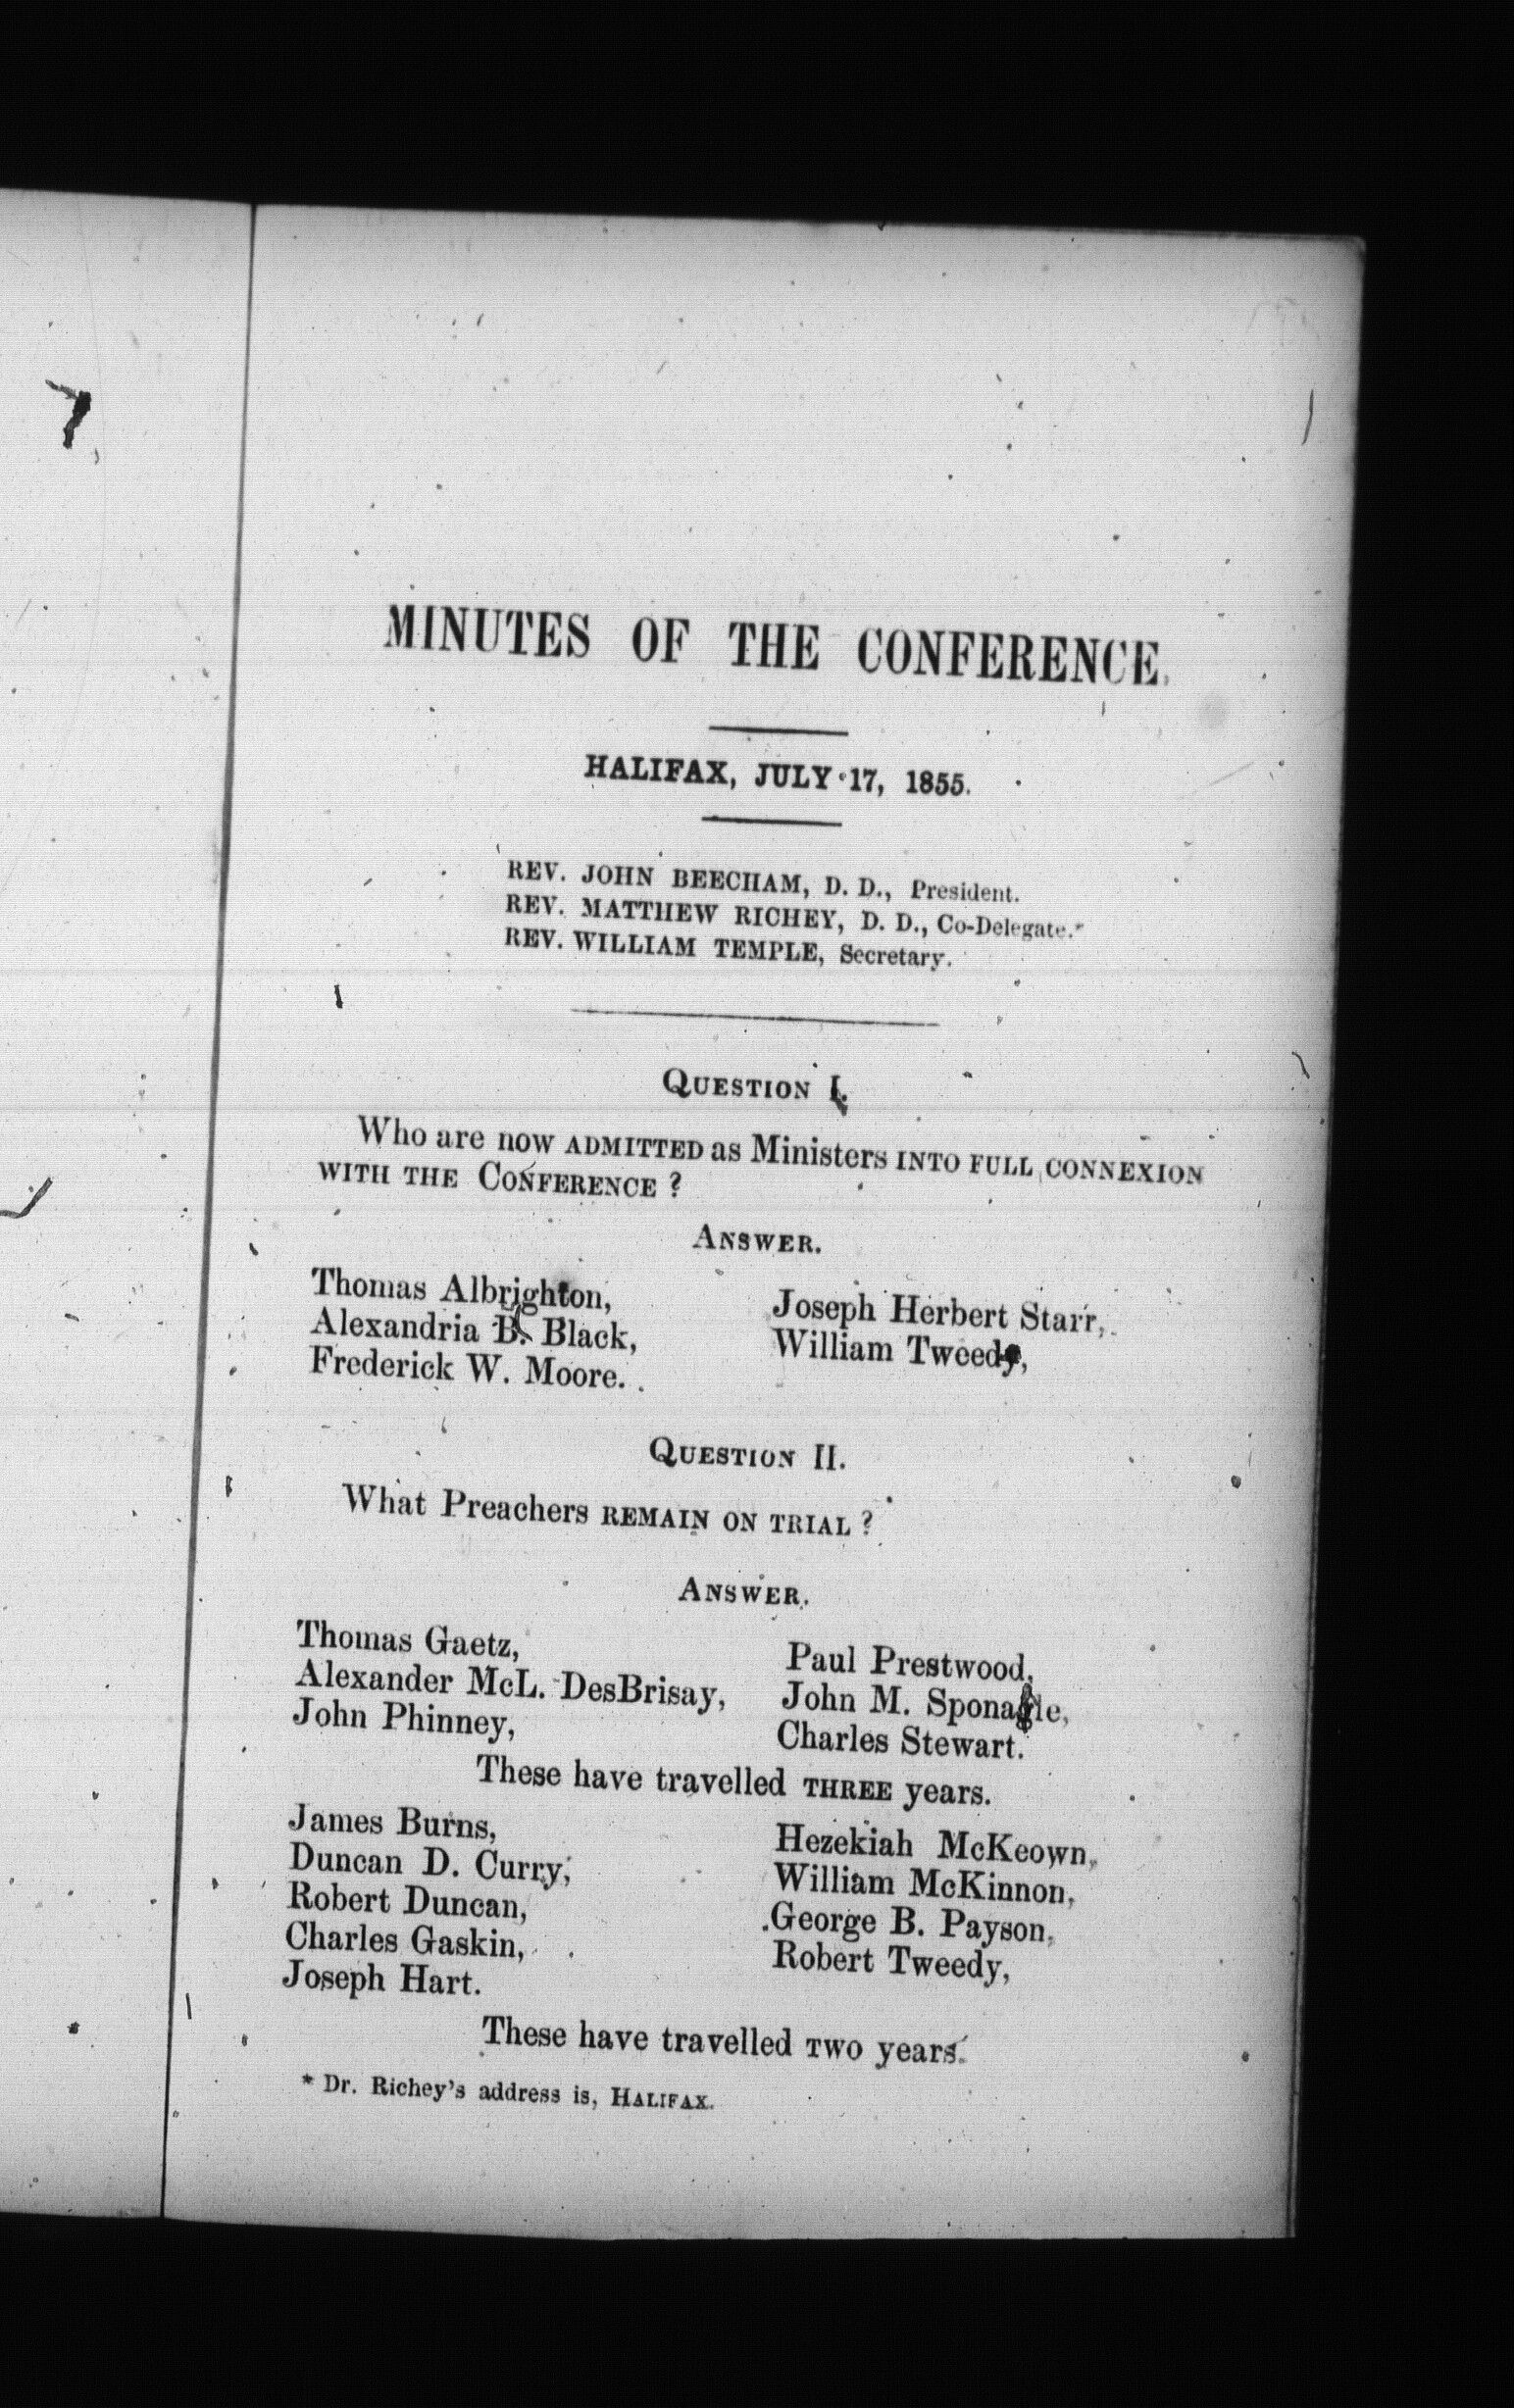 MINUTES OF THE CONFERENCE.
HALIFAX, JULY 17, 1855.
REV. JOHN BEECHAM, D. D., President.
REV. MATTHEW RICHEY, D. D., Co-Delegate.*
REV. WILLIAM TEMPLE, Secretary.
QUESTION I.
Who are now ADMITTED as Ministers INTO FULL CONNEXION
WITH THE CONFERENCE ?
ANSWER.
Thomas Albrighton,
Alexandria B. Black,
Frederick W. Moore.
Joseph Herbert Starr,
William Tweedy,
QUESTION II.
What Preachers REMAIN ON TRIAL ?
ANSWER.
Thomas Gaetz,
Alexander McL. DesBrisay,
John Phinney,
Paul Prestwood,
John M. Sponagle,
Charles Stewart.
These have travelled THREE years.
James Burns,
Duncan D. Curry,
Robert Duncan,
Charles Gaskin,
Joseph Hart.
Hezekiah McKeown,
William McKinnon,
George B. Payson,
Robert Tweedy,
These have travelled TWO years.
* Dr. Richey's address is, HALIFAX.